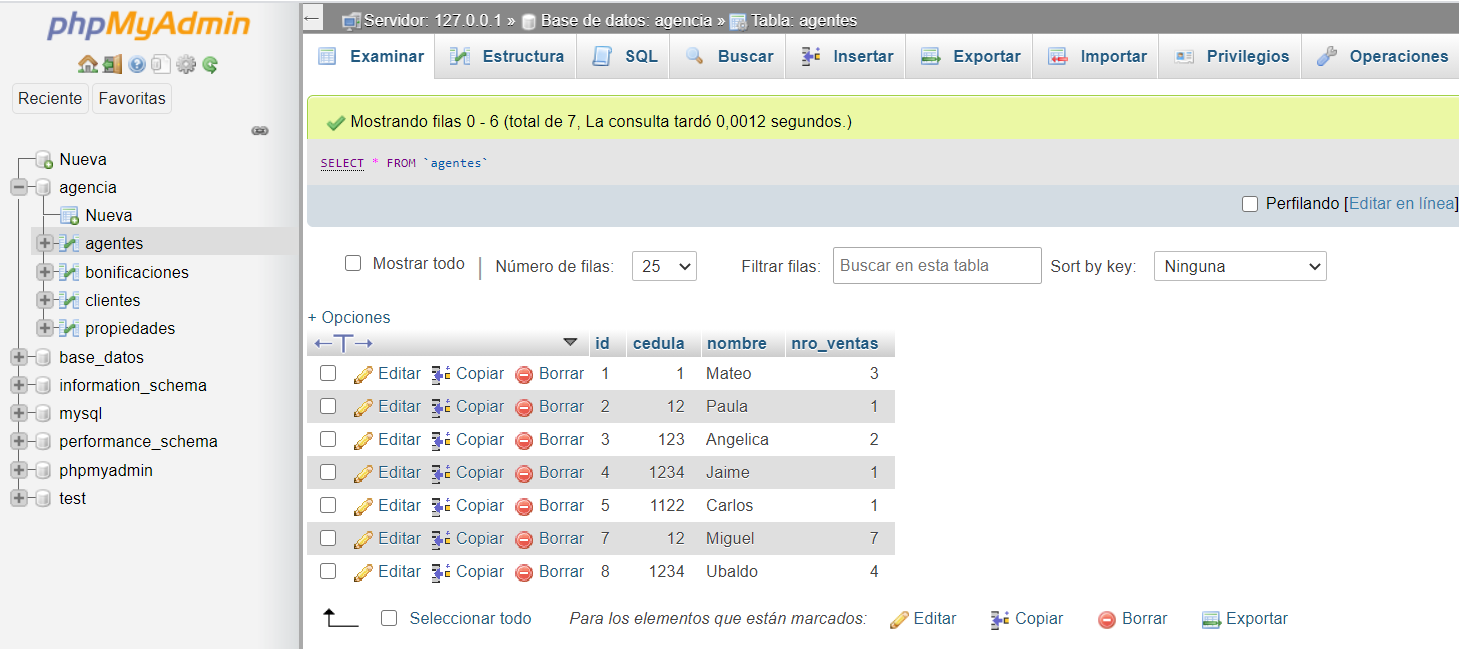 phpMyAdmin
Reciente Favoritas
Nueva
agencia
Nueva
agentes
bonificaciones
clientes
propiedades
base_datos
information_schema
mysql
performance_schema
phpmyadmin
test
Servidor: 127.0.0.1 » Base de datos: agencia » Tabla: agentes
Examinar Estructura SQL Buscar Insertar Exportar Importar Privilegios Operaciones
Mostrando filas 0 - 6 (total de 7, La consulta tardó 0,0012 segundos.)
SELECT * FROM `agentes`
Perfilando [Editar en línea]
Mostrar todo | Número de filas: 25 Filtrar filas: Buscar en esta tabla Sort by key: Ninguna
+ Opciones
←T→ id cedula nombre nro_ventas
Editar Copiar Borrar 1 1 Mateo 3
Editar Copiar Borrar 2 12 Paula 1
Editar Copiar Borrar 3 123 Angelica 2
Editar Copiar Borrar 4 1234 Jaime 1
Editar Copiar Borrar 5 1122 Carlos 1
Editar Copiar Borrar 7 12 Miguel 7
Editar Copiar Borrar 8 1234 Ubaldo 4
Seleccionar todo Para los elementos que están marcados: Editar Copiar Borrar Exportar